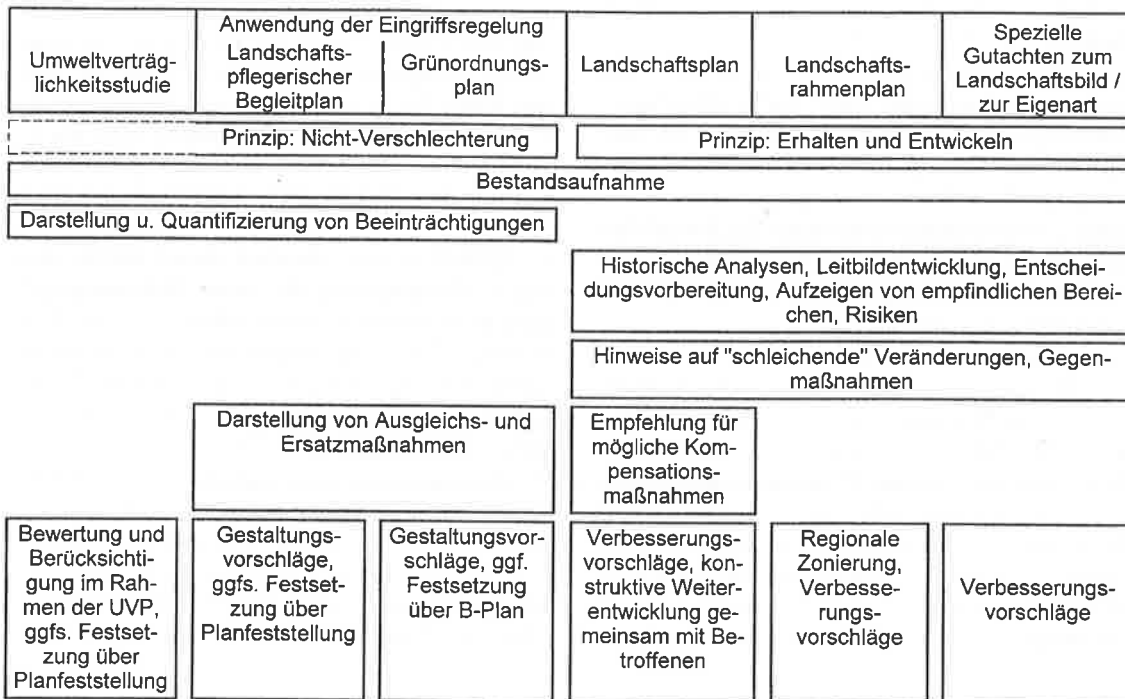 Umweltverträg-
lichkeitsstudie
Anwendung der Eingriffsregelung
Landschafts-
pflegerischer
Begleitplan
Grünordnungs-
plan
Landschaftsplan
Landschafts-
rahmenplan
Spezielle
Gutachten zum
Landschaftsbild /
zur Eigenart
Prinzip: Nicht-Verschlechterung
Prinzip: Erhalten und Entwickeln
Bestandsaufnahme
Darstellung u. Quantifizierung von Beeinträchtigungen
Historische Analysen, Leitbildentwicklung, Entschei-
dungsvorbereitung, Aufzeigen von empfindlichen Berei-
chen, Risiken
Hinweise auf "schleichende" Veränderungen, Gegen-
maßnahmen
Darstellung von Ausgleichs- und
Ersatzmaßnahmen
Empfehlung für
mögliche Kom-
pensations-
maßnahmen
Bewertung und
Berücksichti-
gung im Rah-
men der UVP,
ggfs. Festset-
zung über
Planfeststellung
Gestaltungs-
vorschläge,
ggfs. Festset-
zung über
Planfeststellung
Gestaltungsvor-
schläge, ggf.
Festsetzung
über B-Plan
Verbesserungs-
vorschläge, kon-
struktive Weiter-
entwicklung ge-
meinsam mit Be-
troffenen
Regionale
Zonierung,
Verbesse-
rungs-
vorschläge
Verbesserungs-
vorschläge